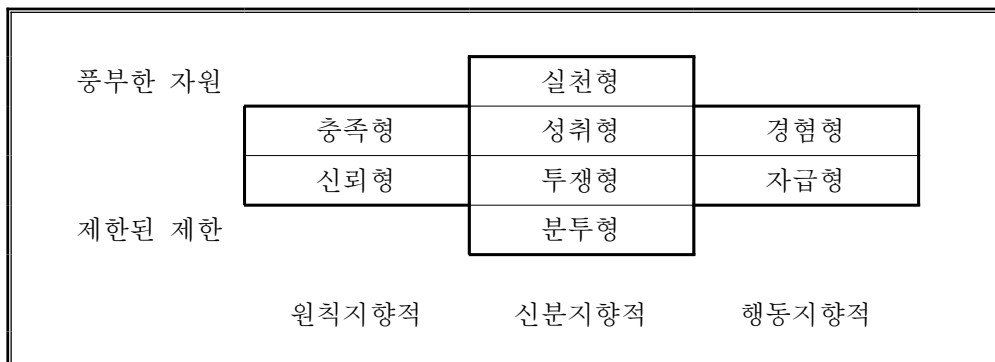 풍부한 자원 실천형
충족형 성취형 경험형
신뢰형 투쟁형 자급형
제한된 제한 분투형
원칙지향적 신분지향적 행동지향적